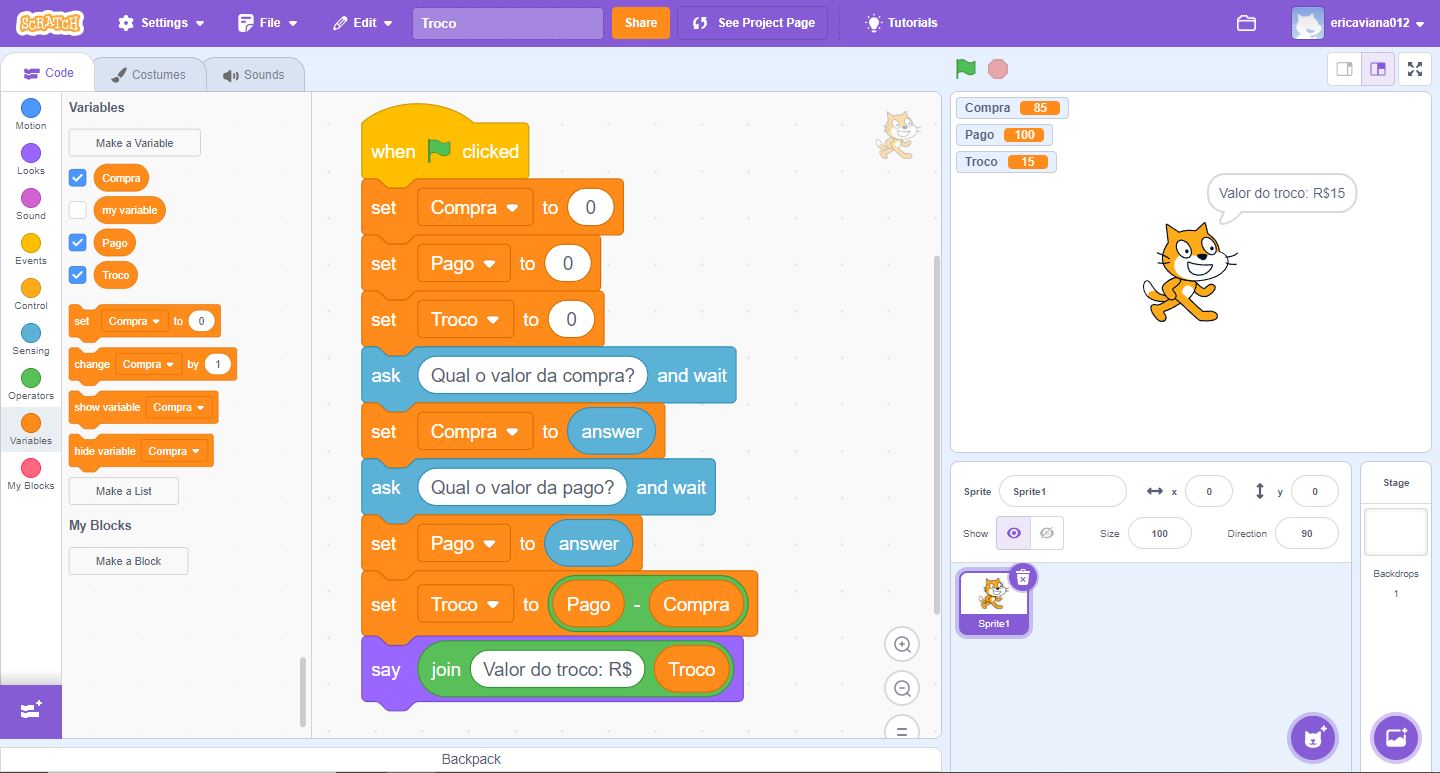 SCRATCH Settings File Edit Troco Share See Project Page Tutorials ericaviana012
Code Costumes Sounds
Motion
Looks
Sound
Events
Control
Sensing
Operators
Variables
My Blocks
Variables
Make a Variable
Compra
my variable
Pago
Troco
set Compra to 0
change Compra by 1
show variable Compra
hide variable Compra
Make a List
My Blocks
Make a Block
when clicked
set Compra to 0
set Pago to 0
set Troco to 0
ask Qual o valor da compra? and wait
set Compra to answer
ask Qual o valor da pago? and wait
set Pago to answer
set Troco to Pago - Compra
say join Valor do troco: R$ Troco
Backpack
Compra 85
Pago 100
Troco 15
Valor do troco: R$15
Sprite Sprite1 x 0 y 0
Show Size 100 Direction 90
Sprite1
Stage
Backdrops
1